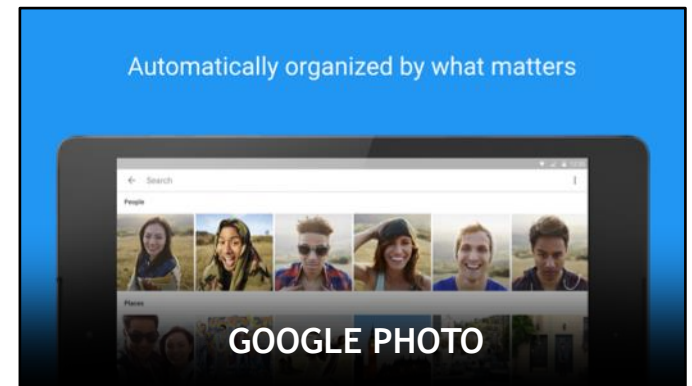 Automatically organized by what matters
Search
People
Places
GOOGLE PHOTO